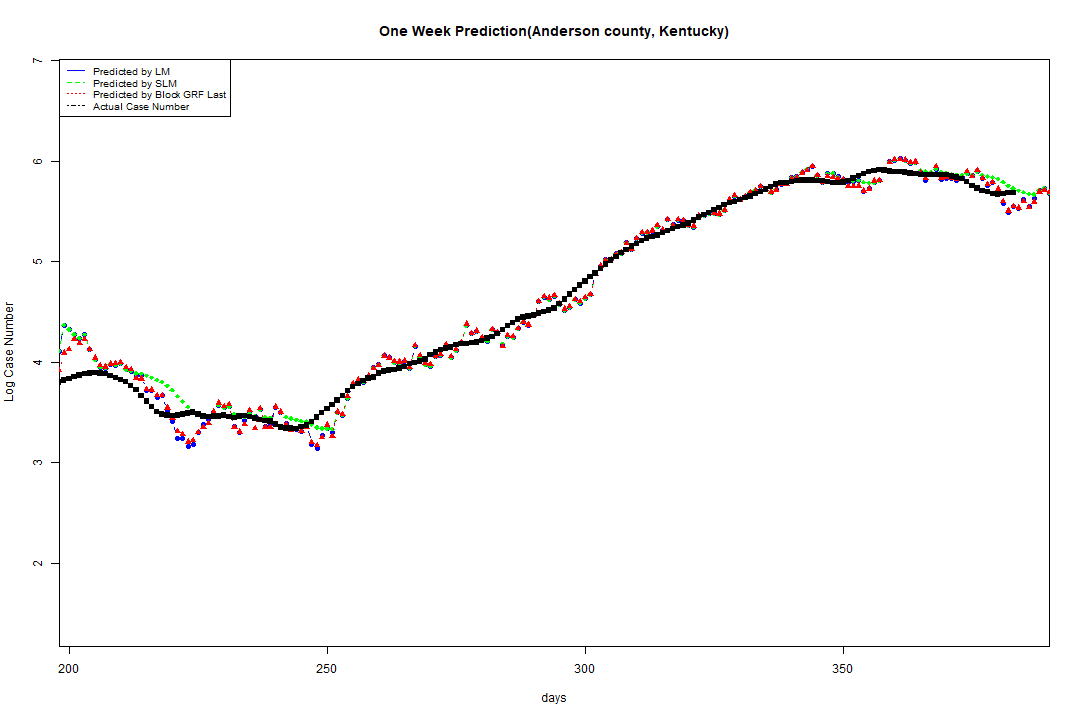 One Week Prediction(Anderson county, Kentucky)
Predicted by LM
Predicted by SLM
Predicted by Block GRF Last
Actual Case Number
7
6
5
4
3
2
Log Case Number
200 250 300 350
days